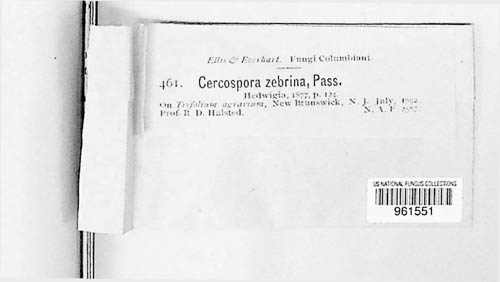 Ellis & Everhart. Fungi Columbiani
461. Cercospora zebrina, Pass.
Hedwigia, 1877, p. 124.
On Trifolium agrarium, New Brunswick, N. J. July, 1892.
Prof. B. D. Halsted. N. A. F. 2587.
US NATIONAL FUNGUS COLLECTIONS
961551